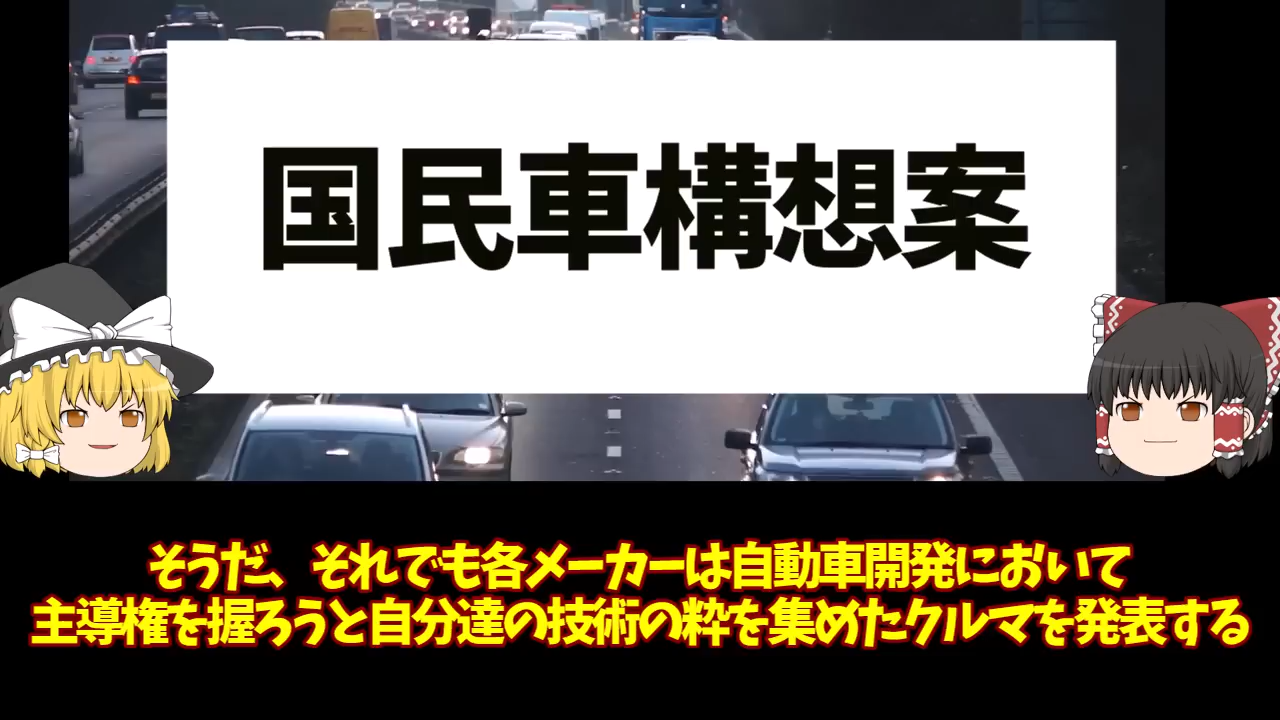 国民車構想案
そうだ、それでも各メーカーは自動車開発において
主導権を握ろうと自分達の技術の粋を集めたクルマを発表する